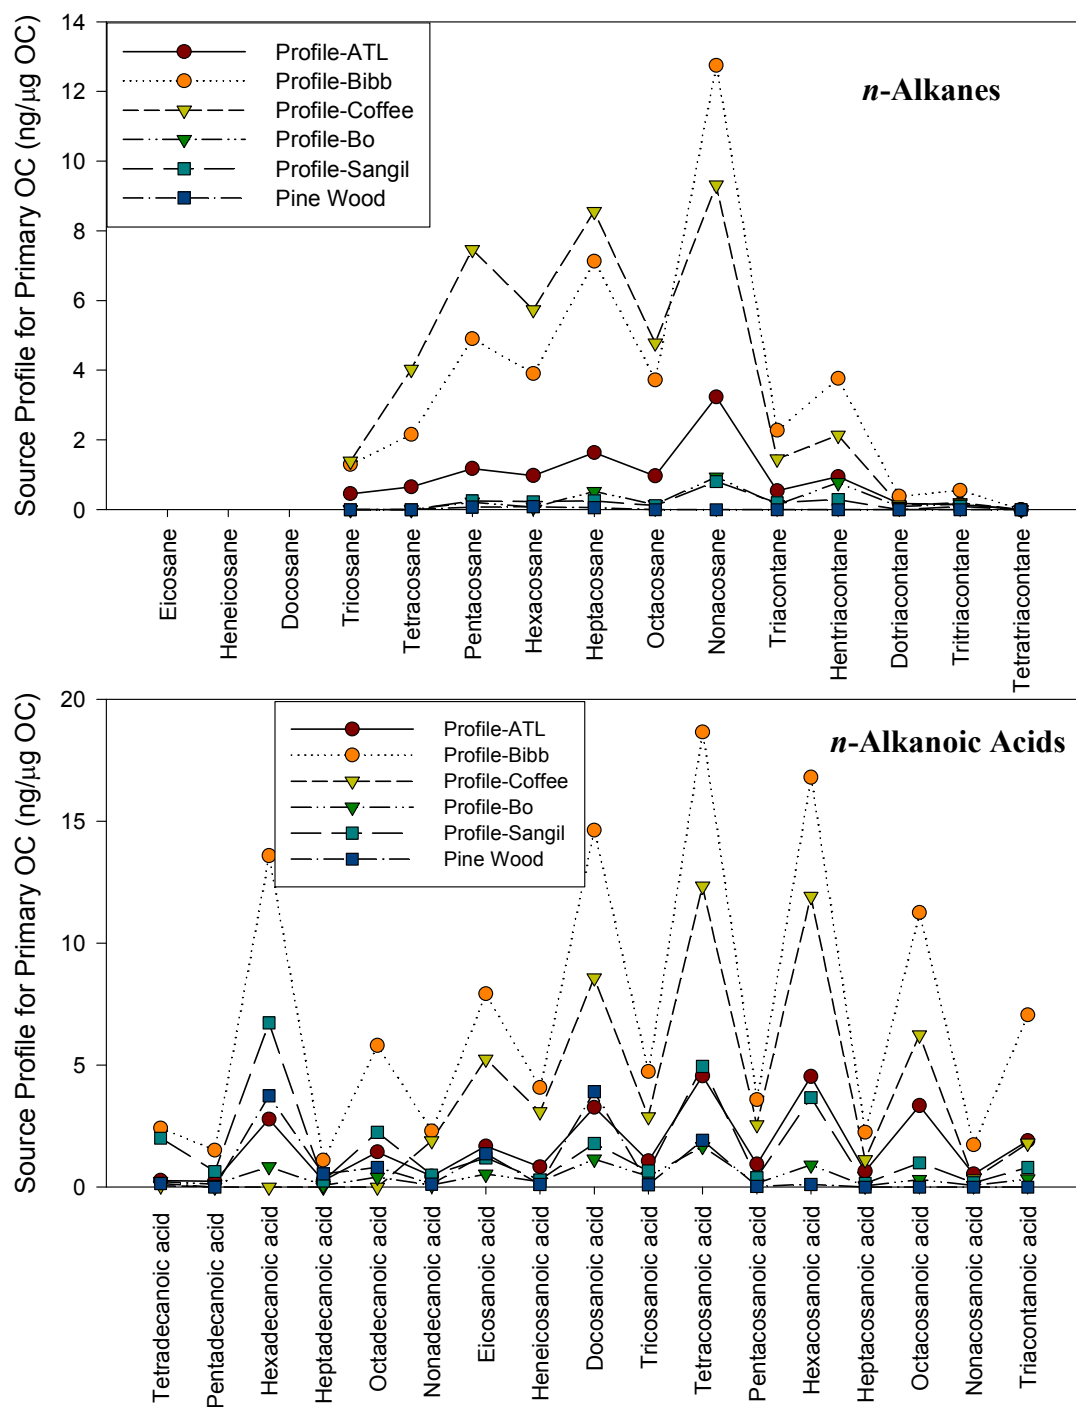 Source Profile for Primary OC (ng/μg OC)
14
12
10
8
6
4
2
0
Profile-ATL
Profile-Bibb
Profile-Coffee
Profile-Bo
Profile-Sangil
Pine Wood
n-Alkanes
Eicosane
Heneicosane
Docosane
Tricosane
Tetracosane
Pentacosane
Hexacosane
Heptacosane
Octacosane
Nonacosane
Triacontane
Hentriacontane
Dotriacontane
Tritriacontane
Tetratriacontane
Source Profile for Primary OC (ng/μg OC)
20
15
10
5
0
Profile-ATL
Profile-Bibb
Profile-Coffee
Profile-Bo
Profile-Sangil
Pine Wood
n-Alkanoic Acids
Tetradecanoic acid
Pentadecanoic acid
Hexadecanoic acid
Heptadecanoic acid
Octadecanoic acid
Nonadecanoic acid
Eicosanoic acid
Heneicosanoic acid
Docosanoic acid
Tricosanoic acid
Tetracosanoic acid
Pentacosanoic acid
Hexacosanoic acid
Heptacosanoic acid
Octacosanoic acid
Nonacosanoic acid
Triacontanoic acid